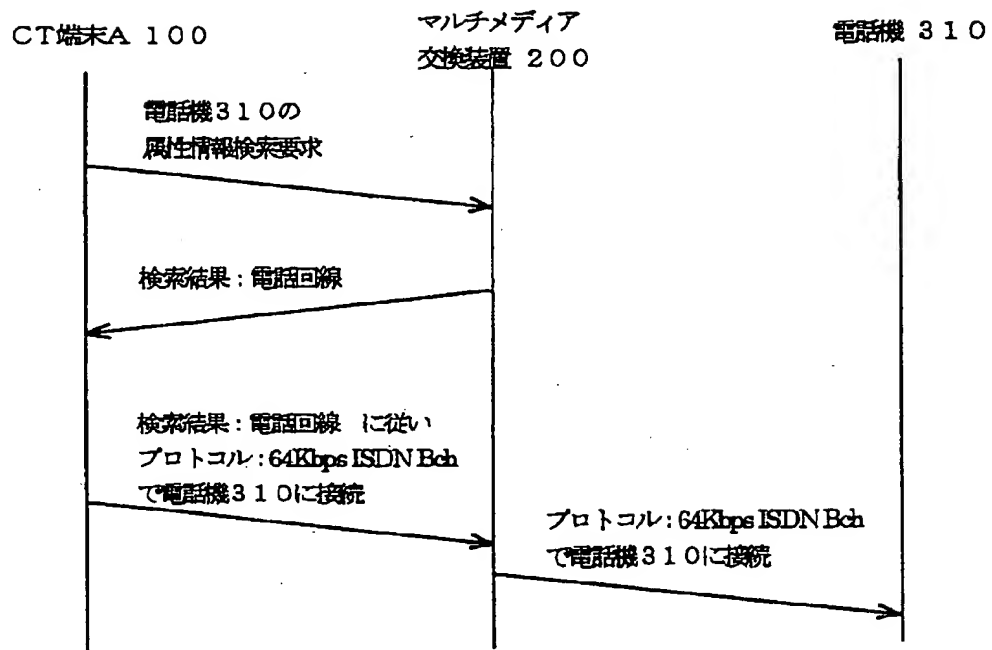 CT端末A 100
マルチメディア
交換装置 200
電話機 310
電話機310の
属性情報検索要求
検索結果：電話回線
検索結果：電話回線 に従い
プロトコル：64Kbps ISDN Bch
で電話機310に接続
プロトコル：64Kbps ISDN Bch
で電話機310に接続